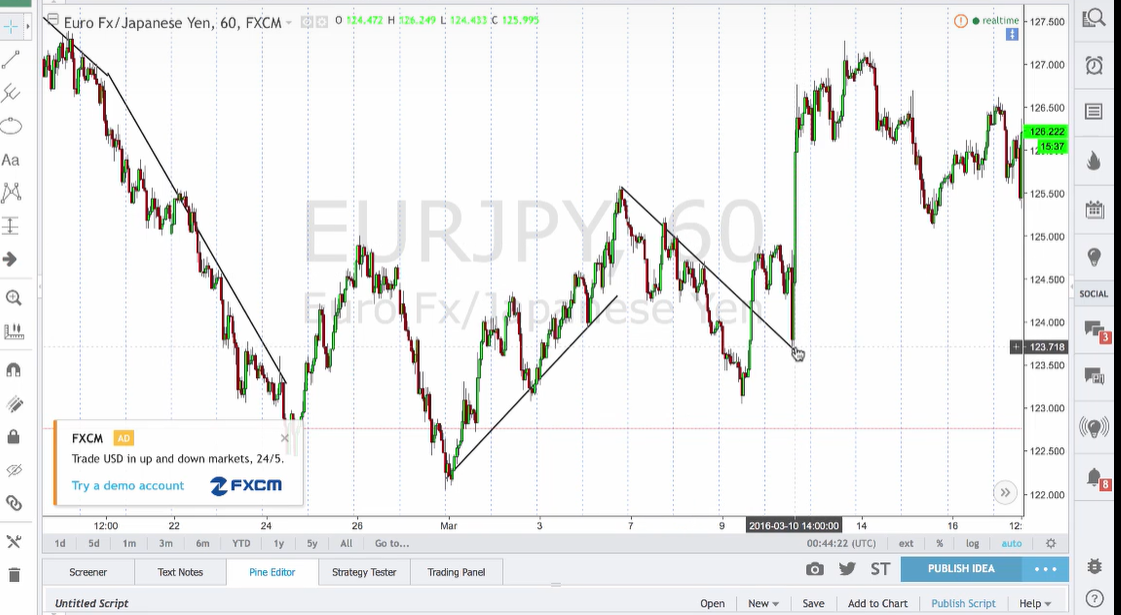 Euro Fx/Japanese Yen, 60, FXCM O 124.472 H 126.249 L 124.433 C 125.995
realtime
127.500
127.000
126.500
126.222
15:37
125.500
125.000
124.500
124.000
123.718
123.500
123.000
122.500
122.000
EURJPY, 60
Euro Fx/Japanese Yen
Aa
SOCIAL
3
8
FXCM AD
Trade USD in up and down markets, 24/5.
Try a demo account FXCM
12:00 22 24 26 Mar 3 7 9 2016-03-10 14:00:00 14 16 12:
1d 5d 1m 3m 6m YTD 1y 5y All Go to... 00:44:22 (UTC) ext % log auto
ST PUBLISH IDEA
Screener Text Notes Pine Editor Strategy Tester Trading Panel
Untitled Script Open New Save Add to Chart Publish Script Help